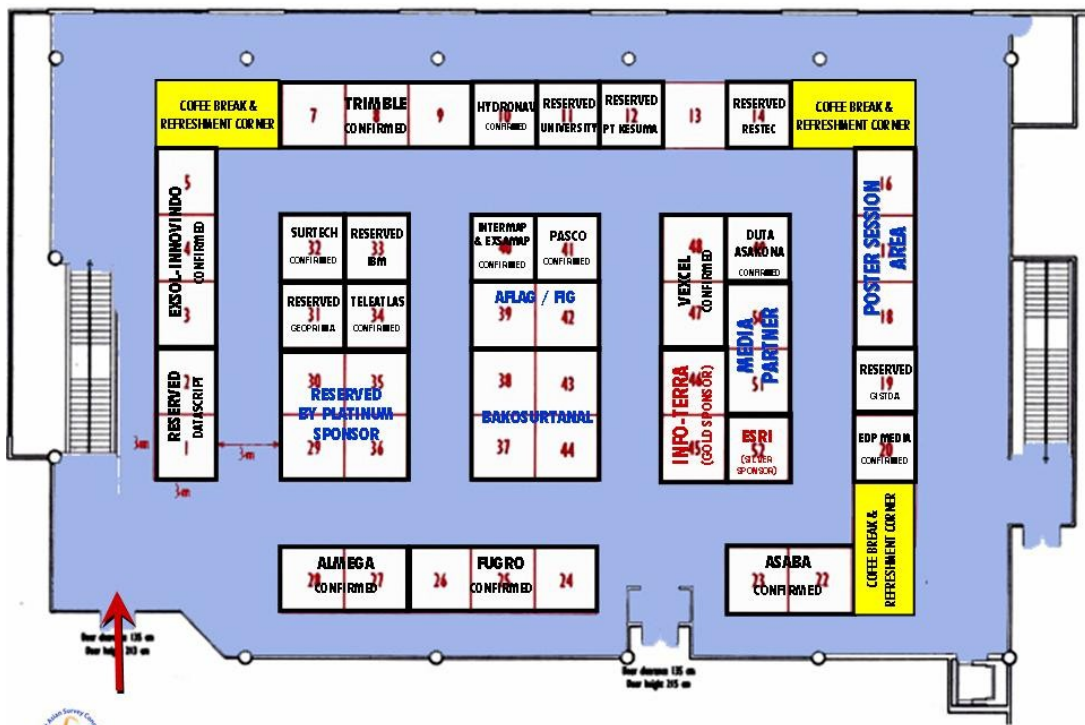 COFEE BREAK &
REFRESHMENT CORNER
7
TRIMBLE
8
CONFIRMED
9
HYDRONAV
10
CONFIRMED
RESERVED
11
UNIVERSITY
RESERVED
12
PT KESUMA
13
RESERVED
14
RESTEC
COFEE BREAK &
REFRESHMENT CORNER
5
4
3
EXSOL-INNOVINDO
CONFIRMED
2
1
RESERVED
DATASCRIPT
3m
3m
3m
SURTECH
32
CONFIRMED
RESERVED
33
IBM
RESERVED
31
GEOPRIMA
TELEATLAS
34
CONFIRMED
30
35
RESERVED
BY PLATINUM
SPONSOR
29
36
INTERMAP
& EXSAMAP
40
CONFIRMED
PASCO
41
CONFIRMED
AFLAG / FIG
39
42
38
43
BAKOSURTANAL
37
44
48
47
VEXCEL
CONFIRMED
DUTA
ASAKONA
CONFIRMED
MEDIA
PARTNER
51
46
45
INFO-TERRA
(GOLD SPONSOR)
ESRI
52
(SILVER
SPONSOR)
16
18
POSTER SESSION
AREA
RESERVED
19
GISTDA
EDP MEDIA
20
CONFIRMED
COFEE BREAK &
REFRESHMENT CORNER
ALMEGA
28
27
CONFIRMED
FUGRO
26
25
24
CONFIRMED
ASABA
23
22
CONFIRMED
Door clearance 135 cm
Door height 243 cm
Door clearance 135 cm
Door height 215 cm
Asian Survey